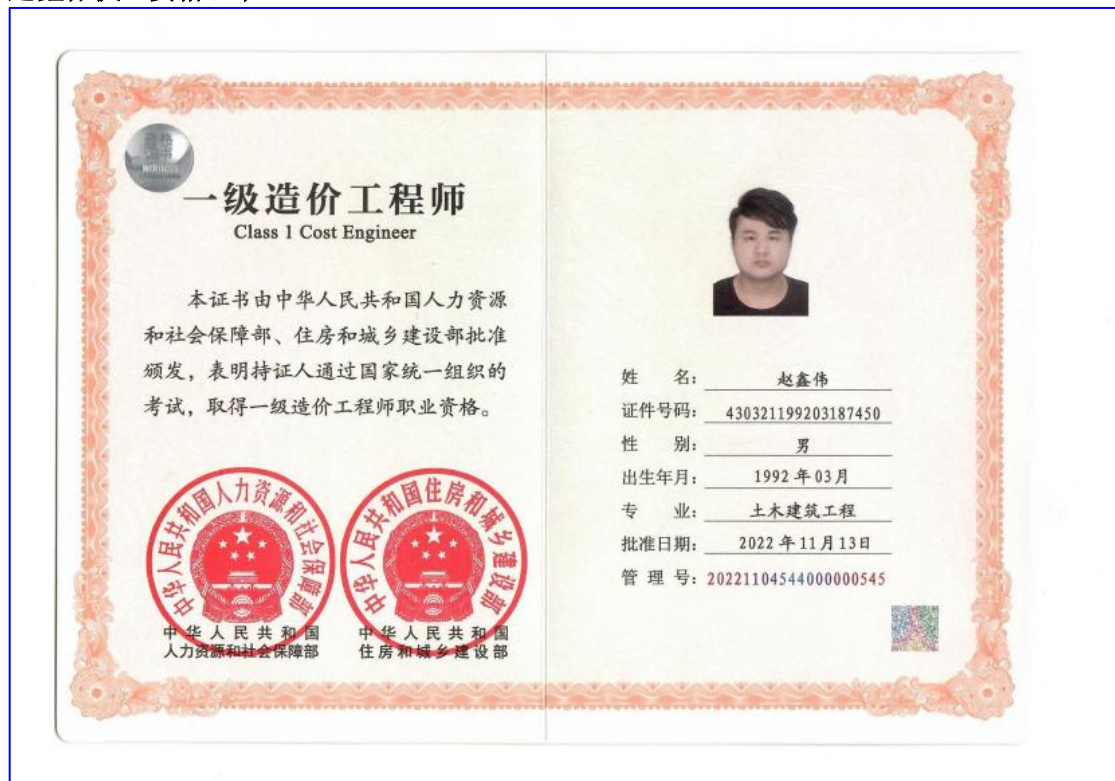 一级造价工程师
Class 1 Cost Engineer
本证书由中华人民共和国人力资源
和社会保障部、住房和城乡建设部批准
颁发，表明持证人通过国家统一组织的
考试，取得一级造价工程师职业资格。
中华人民共和国人力资源和社会保障部
中华人民共和国住房和城乡建设部
中华人民共和国
人力资源和社会保障部
中华人民共和国
住房和城乡建设部
姓 名：赵鑫伟
证件号码：430321199203187450
性 别：男
出生年月：1992年03月
专 业：土木建筑工程
批准日期：2022年11月13日
管 理 号：20221104544000000545